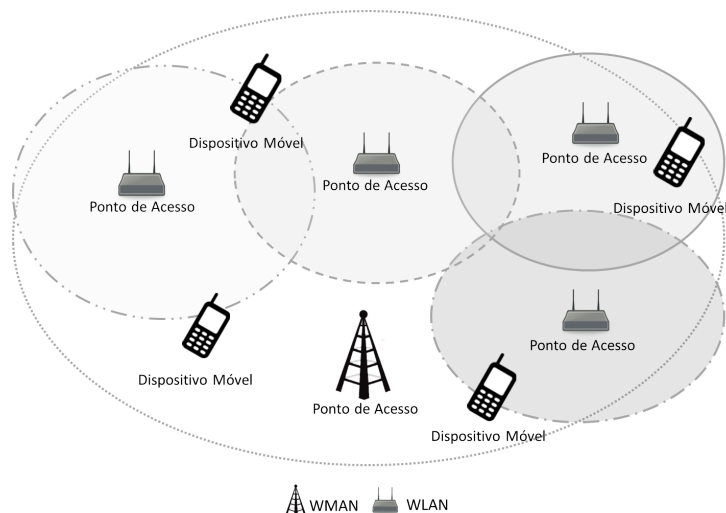 Dispositivo Móvel
Ponto de Acesso
Ponto de Acesso
Ponto de Acesso
Dispositivo Móvel
Ponto de Acesso
Dispositivo Móvel
Ponto de Acesso
Dispositivo Móvel
WMAN
WLAN